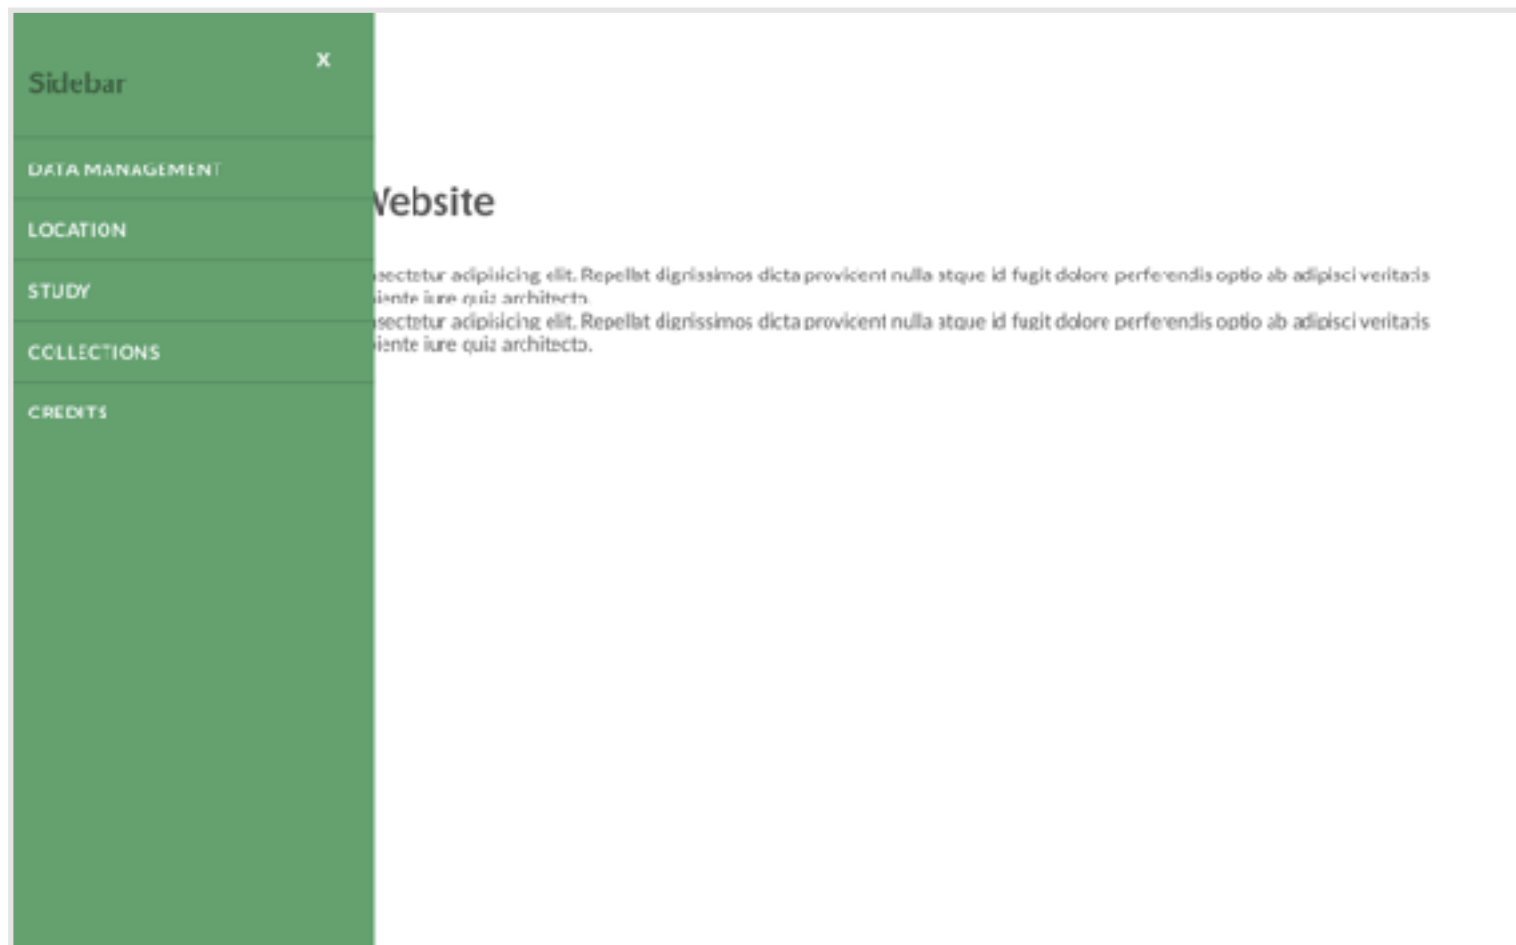 x
Sidebar
DATA MANAGEMENT
LOCATION
STUDY
COLLECTIONS
CREDITS
Website
sectetur adipisicing elit. Repellat dignissimos dicta provident nulla atque id fugit dolore perferendis optio ab adipisci veritatis
iente iure quia architecto.
sectetur adipisicing elit. Repellat dignissimos dicta provident nulla atque id fugit dolore perferendis optio ab adipisci veritatis
iente iure quia architecto.